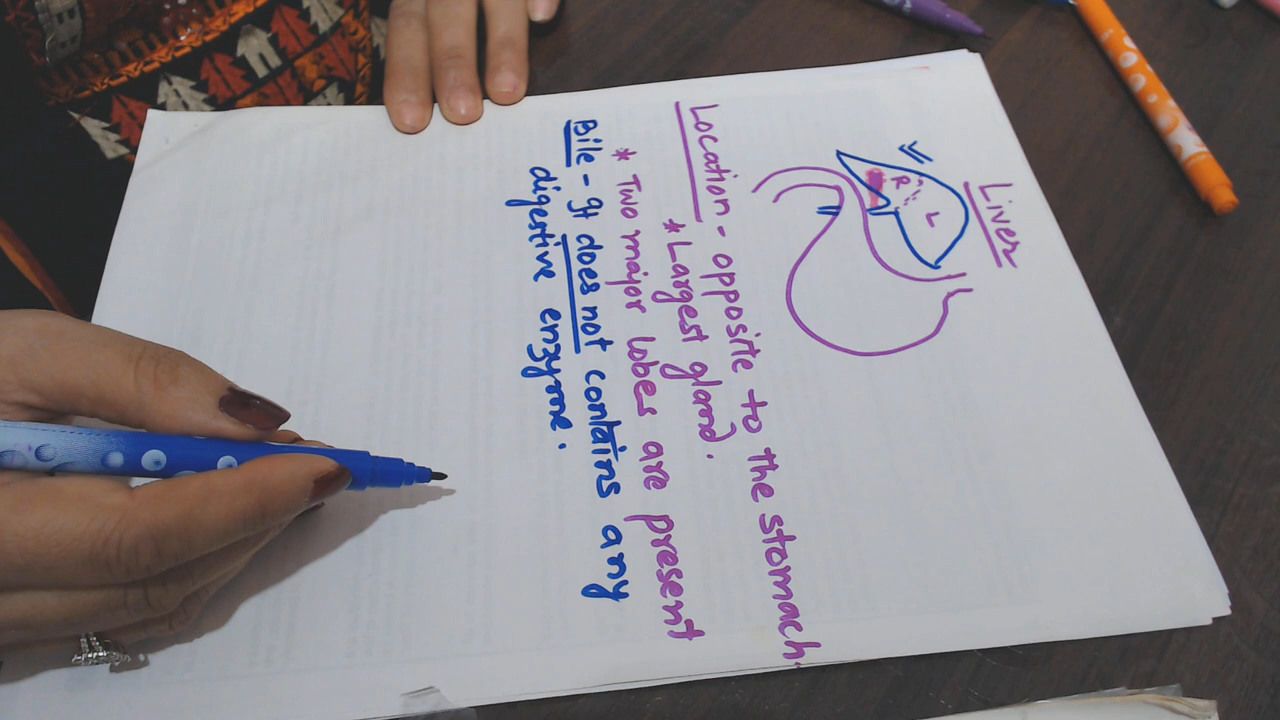 Liver
R L
Location - opposite to the stomach.
* Largest gland.
* Two major lobes are present
Bile - It does not contains any
digestive enzyme.